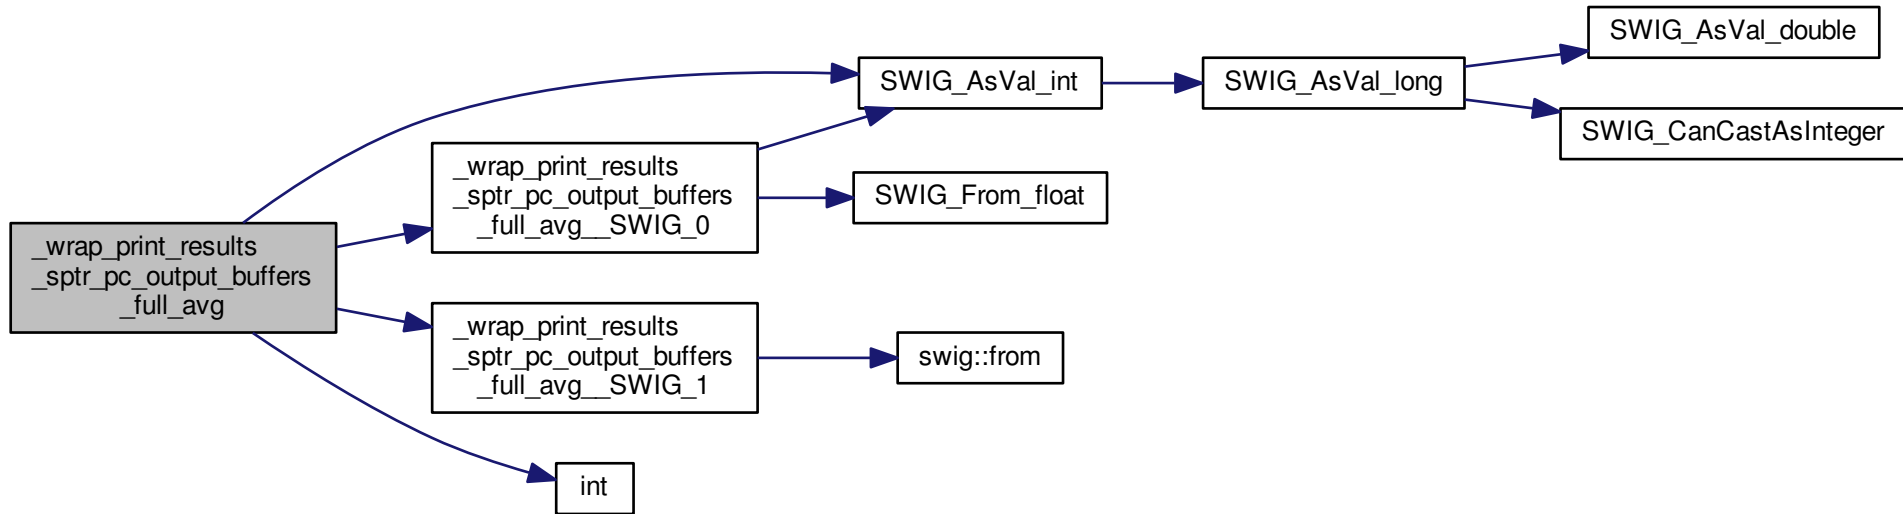 _wrap_print_results
_sptr_pc_output_buffers
_full_avg
_wrap_print_results
_sptr_pc_output_buffers
_full_avg__SWIG_0
_wrap_print_results
_sptr_pc_output_buffers
_full_avg__SWIG_1
int
SWIG_AsVal_int
SWIG_From_float
swig::from
SWIG_AsVal_long
SWIG_AsVal_double
SWIG_CanCastAsInteger